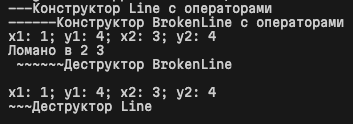 ---Конструктор Line с операторами
------Конструктор BrokenLine с операторами
x1: 1; y1: 4; x2: 3; y2: 4
Ломано в 2 3
~~~~~~Деструктор BrokenLine
x1: 1; y1: 4; x2: 3; y2: 4
~~~Деструктор Line